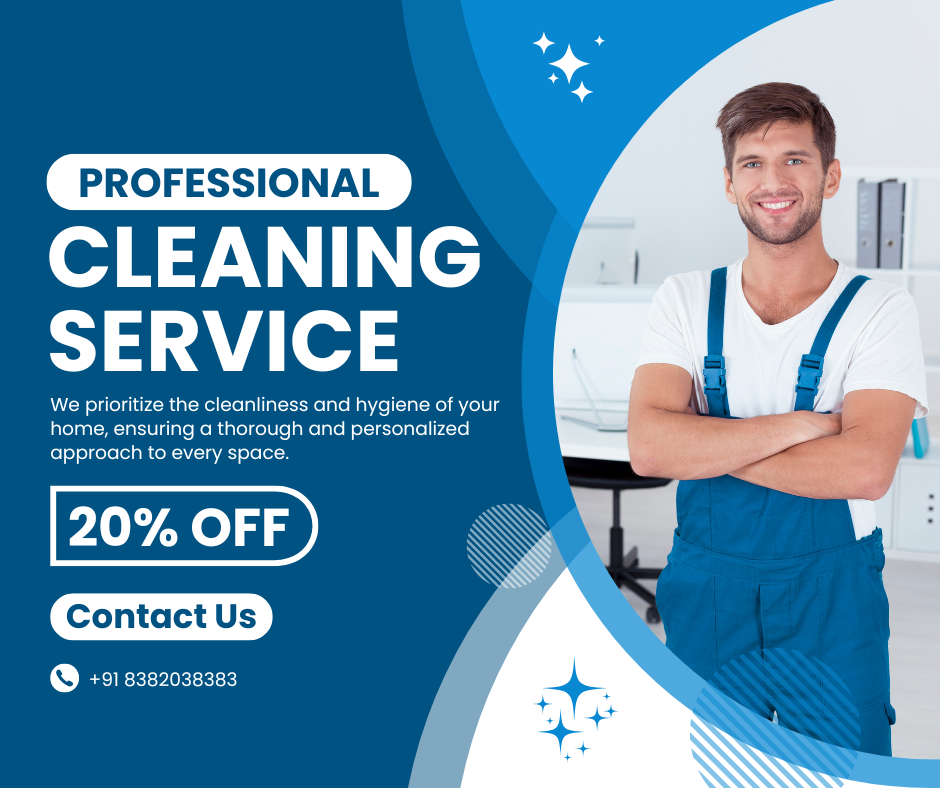 PROFESSIONAL
CLEANING
SERVICE
We prioritize the cleanliness and hygiene of your
home, ensuring a thorough and personalized
approach to every space.
20% OFF
Contact Us
+91 8382038383